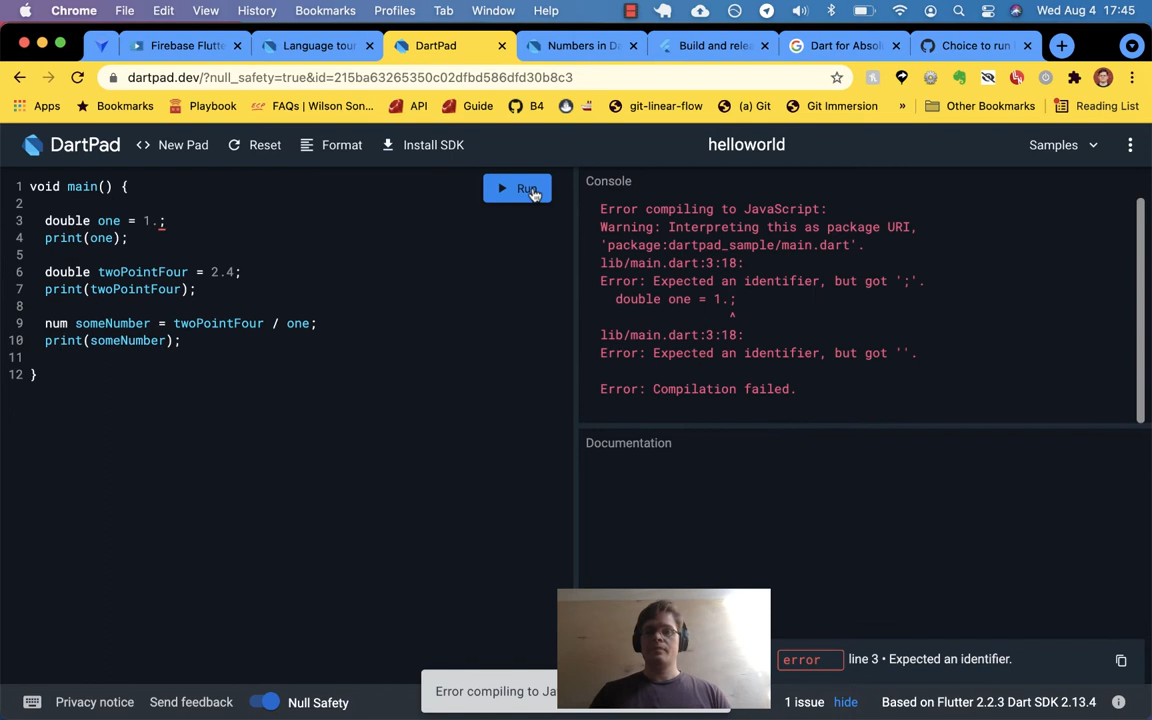 Chrome File Edit View History Bookmarks Profiles Tab Window Help Wed Aug 4 17:45
Firebase Flutte Language tour DartPad Numbers in Da Build and relea Dart for Absol Choice to run
dartpad.dev/?null_safety=true&id=215ba63265350c02dfbd586dfd30b8c3
Apps Bookmarks Playbook FAQs | Wilson Son... API Guide B4 git-linear-flow (a) Git Git Immersion » Other Bookmarks Reading List
DartPad <> New Pad Reset Format Install SDK helloworld Samples
Run
1 void main() {
2
3 double one = 1.;
4 print(one);
5
6 double twoPointFour = 2.4;
7 print(twoPointFour);
8
9 num someNumber = twoPointFour / one;
10 print(someNumber);
11
12 }
Console
Error compiling to JavaScript:
Warning: Interpreting this as package URI,
'package:dartpad_sample/main.dart'.
lib/main.dart:3:18:
Error: Expected an identifier, but got ';'.
double one = 1.;
^
lib/main.dart:3:18:
Error: Expected an identifier, but got ''.
Error: Compilation failed.
Documentation
error line 3 • Expected an identifier.
Error compiling to Ja
Privacy notice Send feedback Null Safety 1 issue hide Based on Flutter 2.2.3 Dart SDK 2.13.4